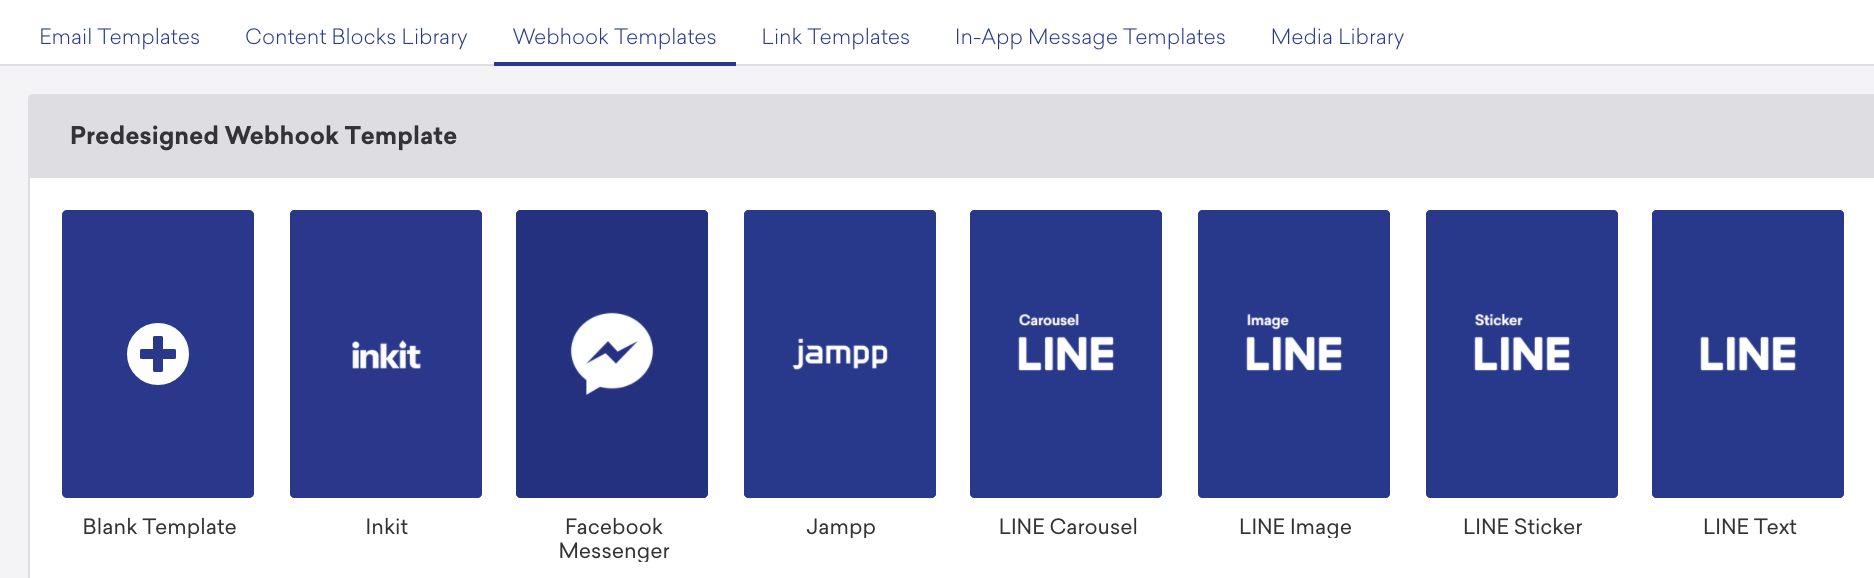 Email Templates
Content Blocks Library
Webhook Templates
Link Templates
In-App Message Templates
Media Library
Predesigned Webhook Template
inkit
jampp
Carousel
LINE
Image
LINE
Sticker
LINE
LINE
Blank Template
Inkit
Facebook
Messenger
Jampp
LINE Carousel
LINE Image
LINE Sticker
LINE Text